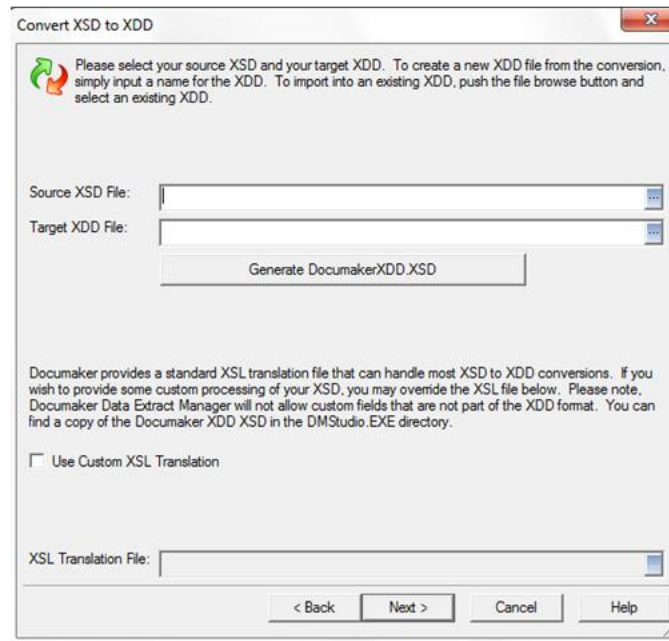 Convert XSD to XDD
Please select your source XSD and your target XDD. To create a new XDD file from the conversion,
simply input a name for the XDD. To import into an existing XDD, push the file browse button and
select an existing XDD.
Source XSD File:
Target XDD File:
Generate DocumakerXDD.XSD
Documaker provides a standard XSL translation file that can handle most XSD to XDD conversions. If you
wish to provide some custom processing of your XSD, you may override the XSL file below. Please note,
Documaker Data Extract Manager will not allow custom fields that are not part of the XDD format. You can
find a copy of the Documaker XDD XSD in the DMStudio.EXE directory.
Use Custom XSL Translation
XSL Translation File:
< Back Next > Cancel Help